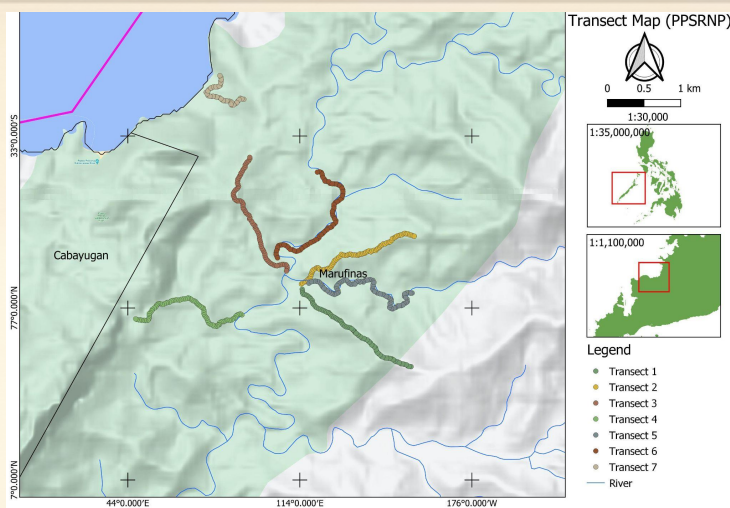 Transect Map (PPSRNP)
0 0.5 1 km
1:30,000
1:35,000,000
1:1,100,000
33°0.000'S
Cabayugan
Marufinas
77°0.000'N
7°0.000'N
44°0.000'E
114°0.000'E
176°0.000'W
Legend
Transect 1
Transect 2
Transect 3
Transect 4
Transect 5
Transect 6
Transect 7
River